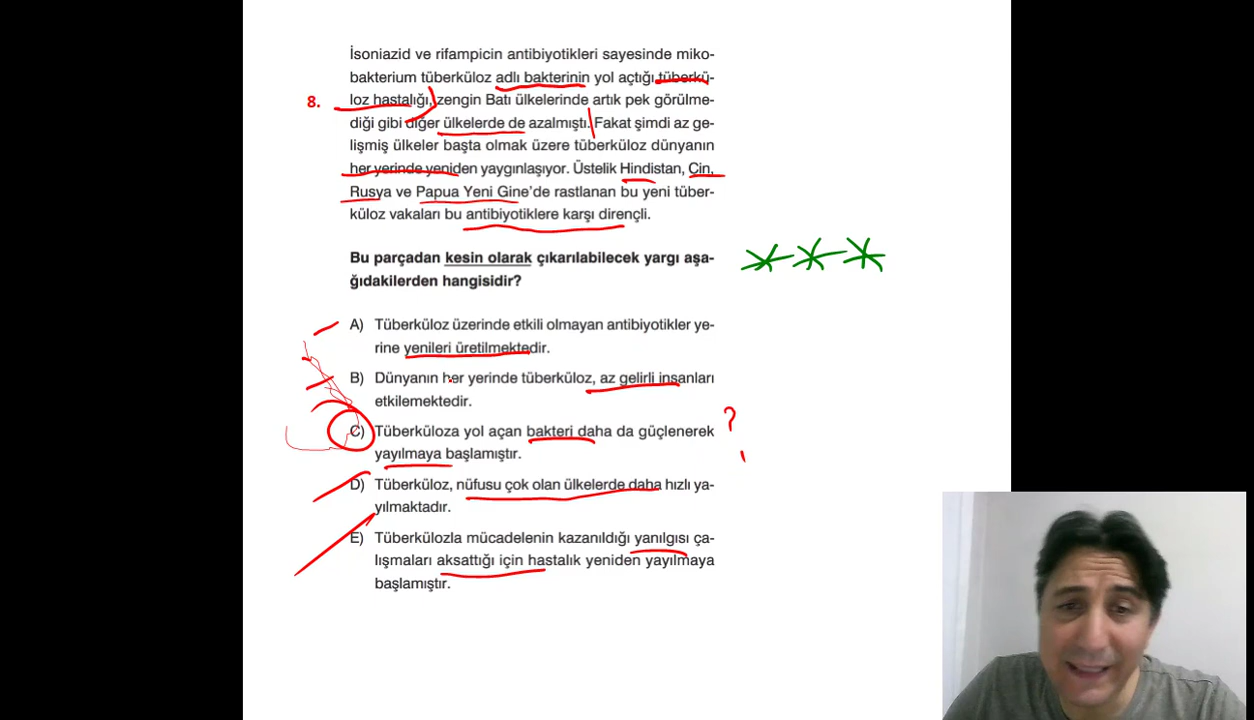 8.
İsoniazid ve rifampicin antibiyotikleri sayesinde miko-
bakterium tüberküloz adlı bakterinin yol açtığı tüberkü-
loz hastalığı, zengin Batı ülkelerinde artık pek görülme-
diği gibi diğer ülkelerde de azalmıştı. Fakat şimdi az ge-
lişmiş ülkeler başta olmak üzere tüberküloz dünyanın
her yerinde yeniden yaygınlaşıyor. Üstelik Hindistan, Çin,
Rusya ve Papua Yeni Gine'de rastlanan bu yeni tüber-
küloz vakaları bu antibiyotiklere karşı dirençli.
Bu parçadan kesin olarak çıkarılabilecek yargı aşa-
ğıdakilerden hangisidir?
A) Tüberküloz üzerinde etkili olmayan antibiyotikler ye-
rine yenileri üretilmektedir.
B) Dünyanın her yerinde tüberküloz, az gelirli insanları
etkilemektedir.
C) Tüberküloza yol açan bakteri daha da güçlenerek
yayılmaya başlamıştır.
?
D) Tüberküloz, nüfusu çok olan ülkelerde daha hızlı ya-
yılmaktadır.
E) Tüberkülozla mücadelenin kazanıldığı yanılgısı ça-
lışmaları aksattığı için hastalık yeniden yayılmaya
başlamıştır.